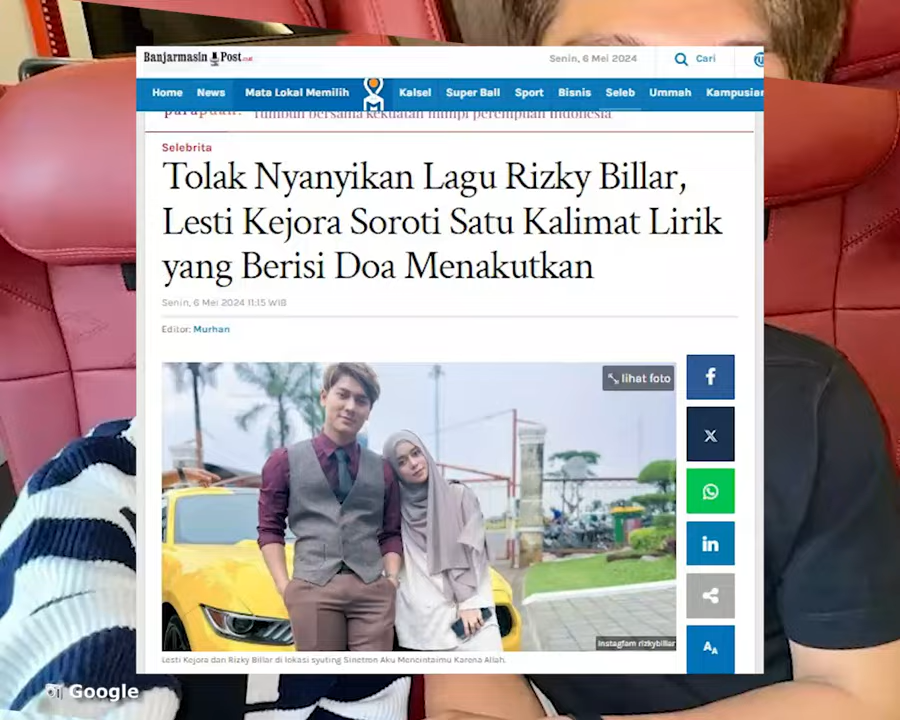 Banjarmasin Post
Senin, 6 Mei 2024
Cari
Home News Mata Lokal Memilih Kalsel Super Ball Sport Bisnis Seleb Ummah Kampusiar
Tumbuh bersama kekuatan mimpi perempuan Indonesia
Selebrita
Tolak Nyanyikan Lagu Rizky Billar,
Lesti Kejora Soroti Satu Kalimat Lirik
yang Berisi Doa Menakutkan
Senin, 6 Mei 2024 11:15 WIB
Editor: Murhan
lihat foto
Instagram rizkybillar
Lesti Kejora dan Rizky Billar di lokasi syuting Sinetron Aku Mencintaimu Karena Allah.
f
X
in
AA
Google